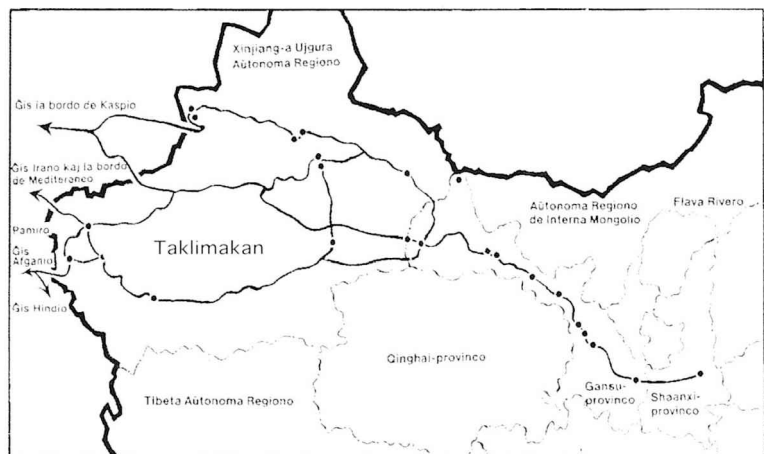 Xinjiang-a Ujgura
Aŭtonoma Regiono
Ĝis la bordo de Kaspio
Ĝis Irano kaj la bordo
de Mediteraneo
Aŭtonoma Regiono
de Interna Mongolio
Flava Rivero
Pamiro
Ĝis
Afganio
Taklimakan
Ĝis Hindio
Qinghai-provinco
Tibeta Aŭtonoma Regiono
Gansu-
provinco
Shaanxi-
provinco